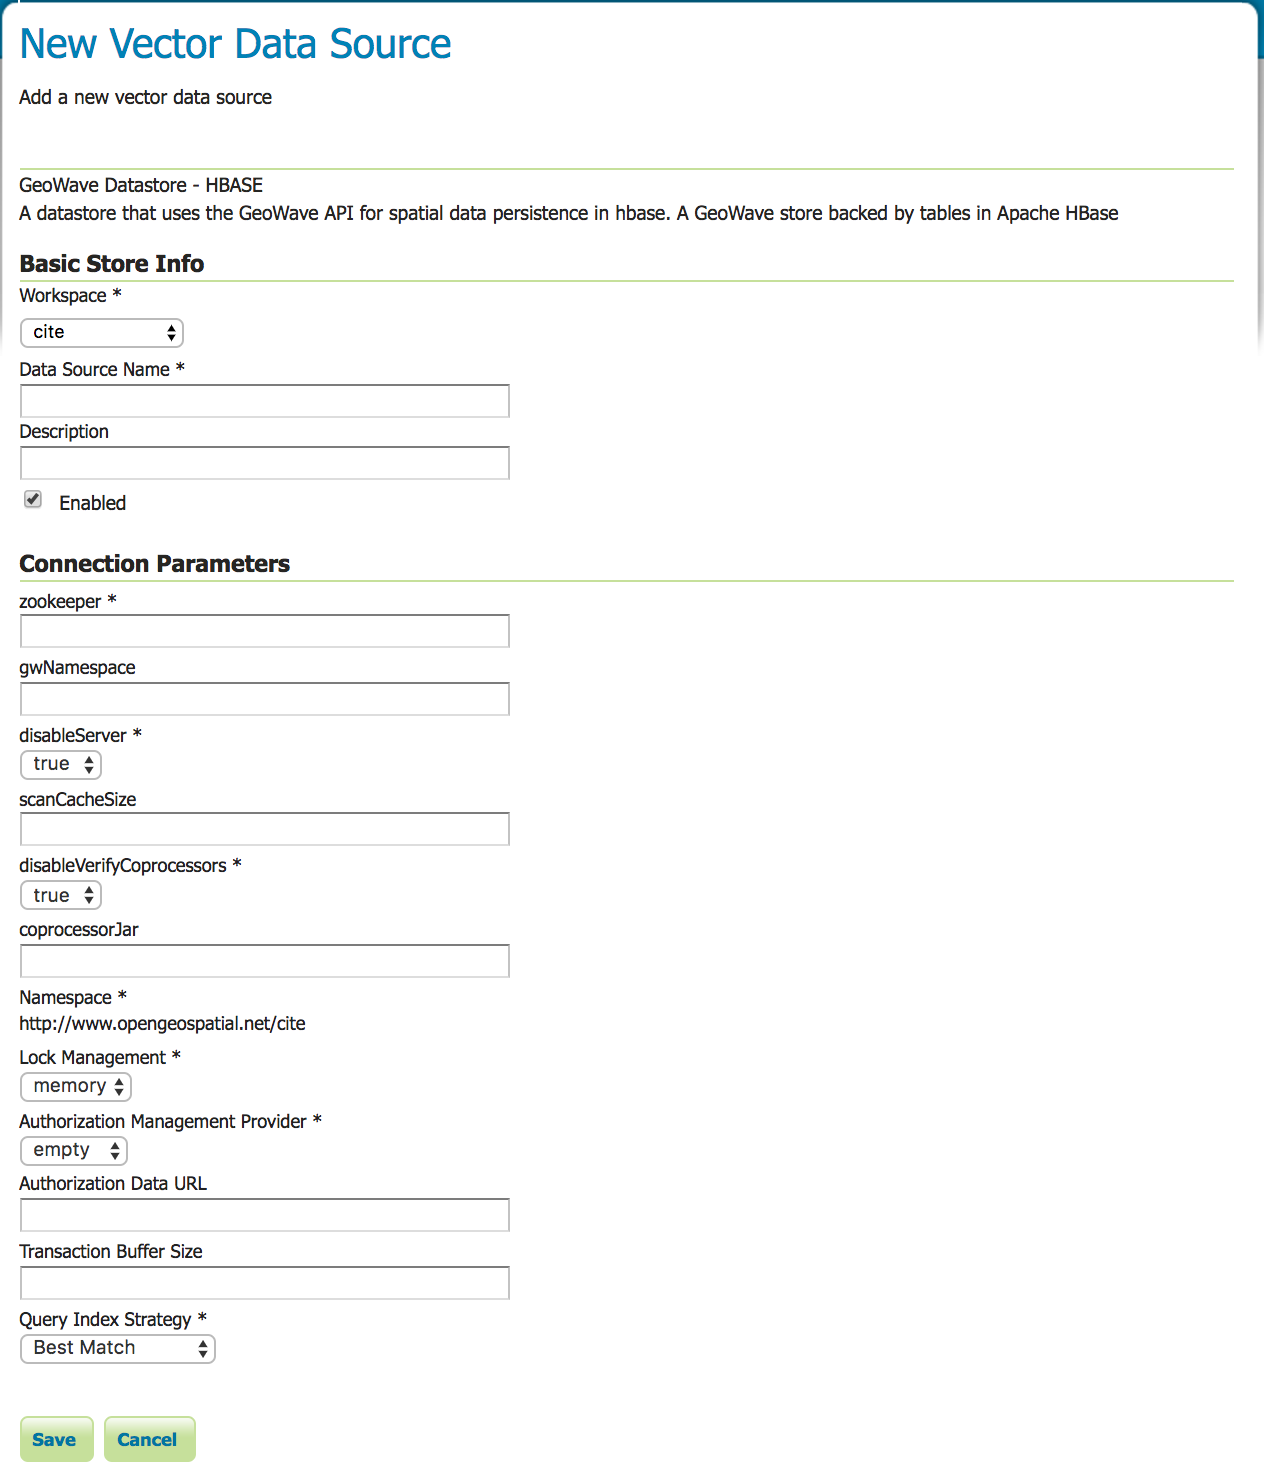 New Vector Data Source
Add a new vector data source
GeoWave Datastore - HBASE
A datastore that uses the GeoWave API for spatial data persistence in hbase. A GeoWave store backed by tables in Apache HBase
Basic Store Info
Workspace *
cite
Data Source Name *
Description
Enabled
Connection Parameters
zookeeper *
gwNamespace
disableServer *
true
scanCacheSize
disableVerifyCoprocessors *
true
coprocessorJar
Namespace *
http://www.opengeospatial.net/cite
Lock Management *
memory
Authorization Management Provider *
empty
Authorization Data URL
Transaction Buffer Size
Query Index Strategy *
Best Match
Save Cancel